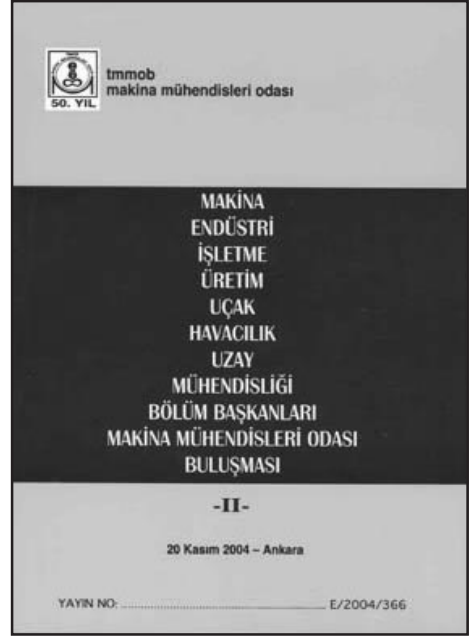 50. YIL
tmmob
makina mühendisleri odası
MAKİNA
ENDÜSTRİ
İŞLETME
ÜRETİM
UÇAK
HAVACILIK
UZAY
MÜHENDİSLİĞİ
BÖLÜM BAŞKANLARI
MAKİNA MÜHENDİSLERİ ODASI
BULUŞMASI
-II-
20 Kasım 2004 – Ankara
YAYIN NO: ........................................................ E/2004/366